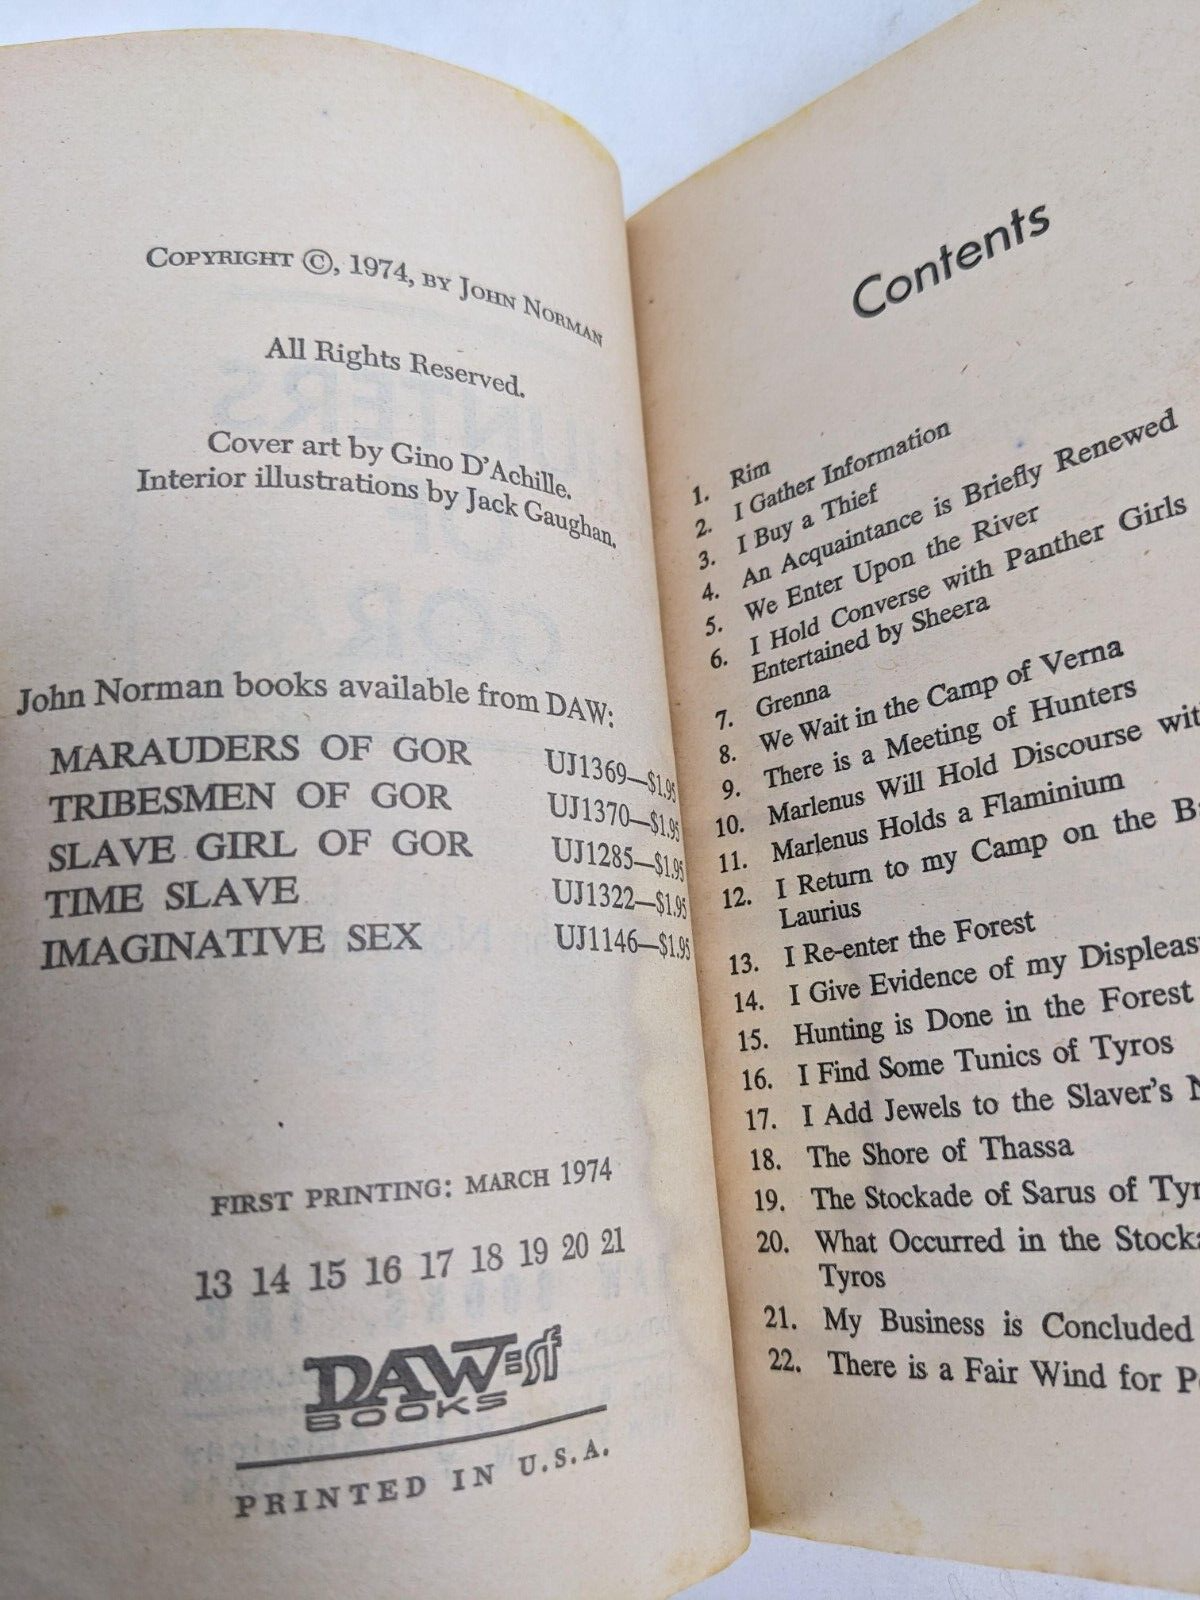 COPYRIGHT ©, 1974, BY JOHN NORMAN
All Rights Reserved.
Cover art by Gino D'Achille.
Interior illustrations by Jack Gaughan.
John Norman books available from DAW:
MARAUDERS OF GOR UJ1369—$1.95
TRIBESMEN OF GOR UJ1370—$1.95
SLAVE GIRL OF GOR UJ1285—$1.95
TIME SLAVE UJ1322—$1.95
IMAGINATIVE SEX UJ1146—$1.95
FIRST PRINTING: MARCH 1974
13 14 15 16 17 18 19 20 21
DAW=sf
BOOKS
PRINTED IN U.S.A.
Contents
1. Rim
2. I Gather Information
3. I Buy a Thief
4. An Acquaintance is Briefly Renewed
5. We Enter Upon the River
6. I Hold Converse with Panther Girls
Entertained by Sheera
7. Grenna
8. We Wait in the Camp of Verna
9. There is a Meeting of Hunters
10. Marlenus Will Hold Discourse wit
11. Marlenus Holds a Flaminium
12. I Return to my Camp on the Ba
Laurius
13. I Re-enter the Forest
14. I Give Evidence of my Displeas
15. Hunting is Done in the Forest
16. I Find Some Tunics of Tyros
17. I Add Jewels to the Slaver's N
18. The Shore of Thassa
19. The Stockade of Sarus of Tyr
20. What Occurred in the Stocka
Tyros
21. My Business is Concluded
22. There is a Fair Wind for P